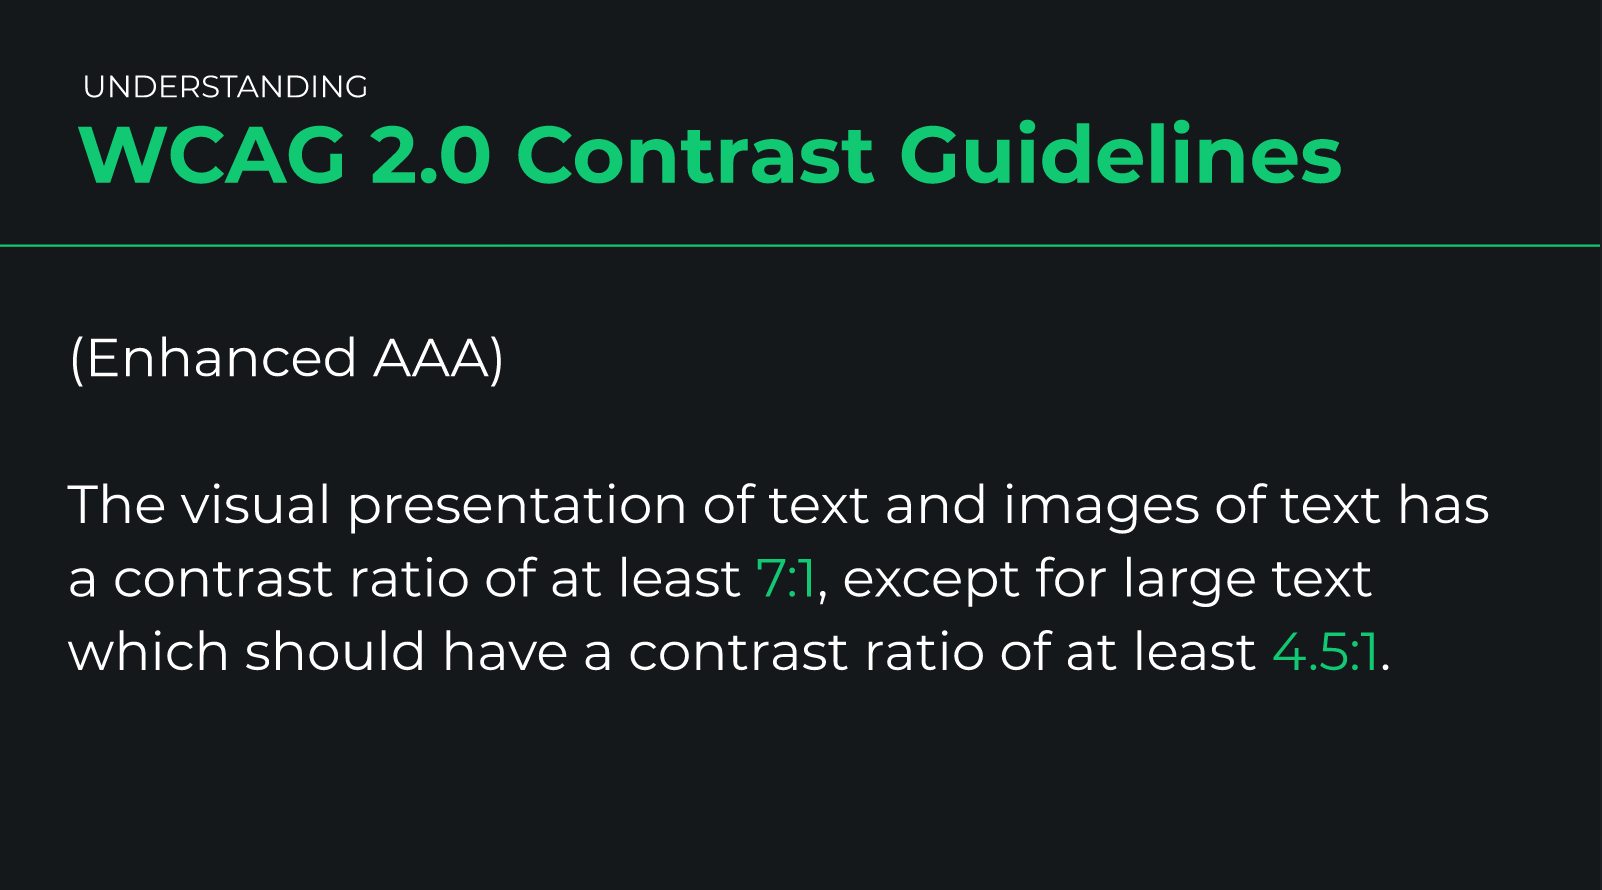 UNDERSTANDING
WCAG 2.0 Contrast Guidelines
(Enhanced AAA)
The visual presentation of text and images of text has
a contrast ratio of at least 7:1, except for large text
which should have a contrast ratio of at least 4.5:1.